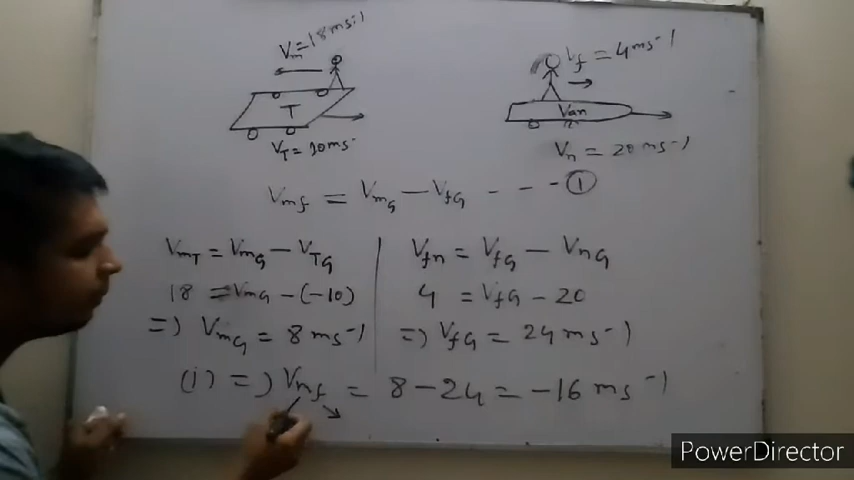 Vm = 18 ms-1
Vf = 4 ms-1
T
Van
VT = 10 ms-
Vn = 20 ms-1
Vmf = VmG - VfG - - - - ①
VmT = VmG - VTG
Vfn = VfG - VnG
18 = VmG - (-10)
4 = VfG - 20
=) VmG = 8 ms-1
=) VfG = 24 ms-1
(1) =) Vmf = 8 - 24 = -16 ms-1
PowerDirector